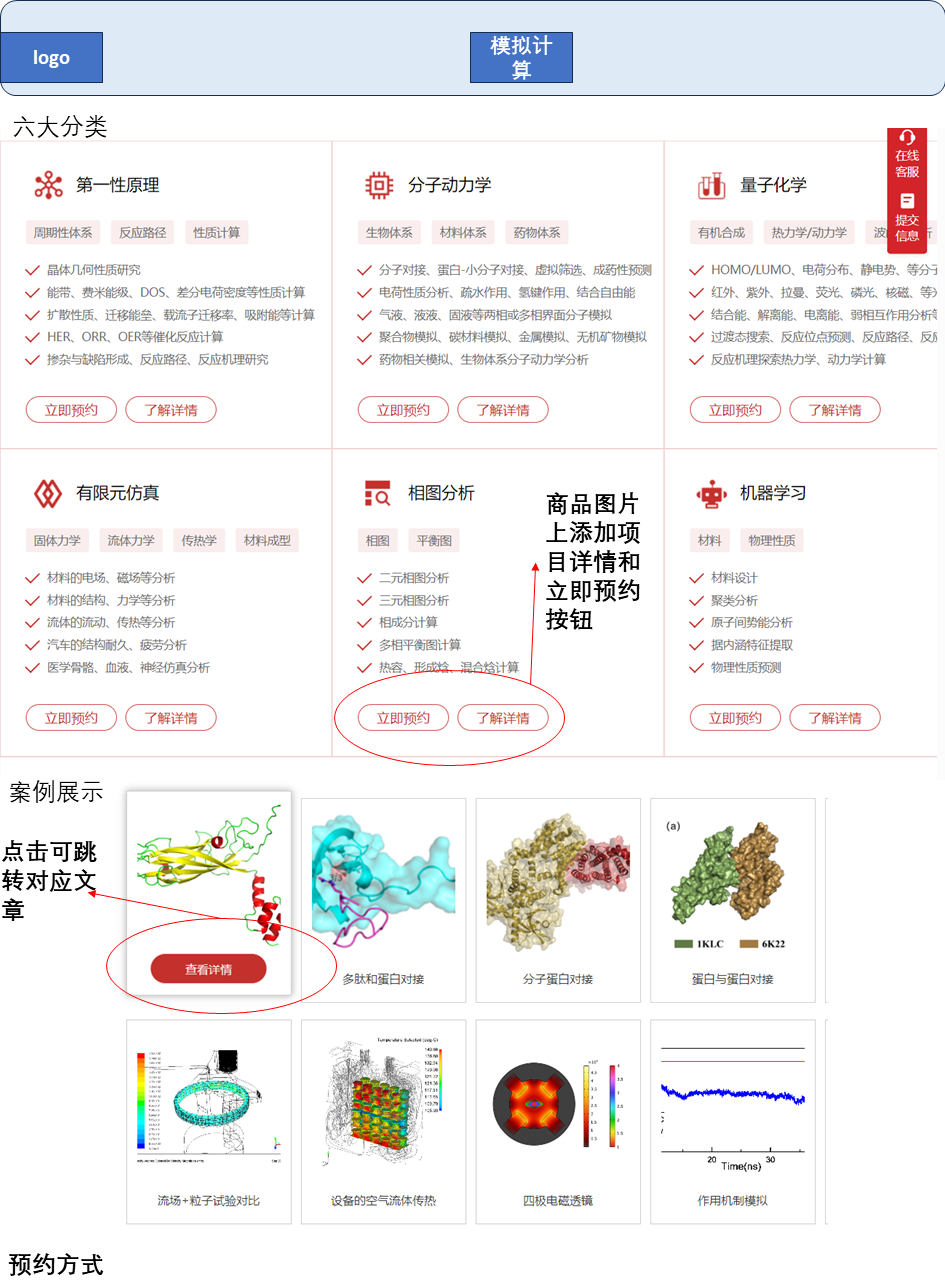 logo
模拟计
算
六大分类
在线
客服
提交
信息
第一性原理
周期性体系 反应路径 性质计算
晶体几何性质研究
能带、费米能级、DOS、差分电荷密度等性质计算
扩散性质、迁移能垒、载流子迁移率、吸附能等计算
HER、ORR、OER等催化反应计算
掺杂与缺陷形成、反应路径、反应机理研究
立即预约 了解详情
分子动力学
生物体系 材料体系 药物体系
分子对接、蛋白-小分子对接、虚拟筛选、成药性预测
电荷性质分析、疏水作用、氢键作用、结合自由能
气液、液液、固液等两相或多相界面分子模拟
聚合物模拟、碳材料模拟、金属模拟、无机矿物模拟
药物相关模拟、生物体系分子动力学分析
立即预约 了解详情
量子化学
有机合成 热力学/动力学
HOMO/LUMO、电荷分布、静电势、等分子
红外、紫外、拉曼、荧光、磷光、核磁、等
结合能、解离能、电离能、弱相互作用分析等
过渡态搜索、反应位点预测、反应路径、反应
反应机理探索热力学、动力学计算
立即预约 了解详情
有限元仿真
固体力学 流体力学 传热学 材料成型
材料的电场、磁场等分析
材料的结构、力学等分析
流体的流动、传热等分析
汽车的结构耐久、疲劳分析
医学骨骼、血液、神经仿真分析
立即预约 了解详情
相图分析
相图 平衡图
二元相图分析
三元相图分析
相成分计算
多相平衡图计算
热容、形成焓、混合焓计算
立即预约 了解详情
商品图片
上添加项
目详情和
立即预约
按钮
机器学习
材料 物理性质
材料设计
聚类分析
原子间势能分析
据内涵特征提取
物理性质预测
立即预约 了解详情
案例展示
点击可跳
转对应文
章
查看详情
多肽和蛋白对接
分子蛋白对接
(a)
1KLC 6K22
蛋白与蛋白对接
流场+粒子试验对比
设备的空气流体传热
四极电磁透镜
20 30
Time(ns)
作用机制模拟
预约方式